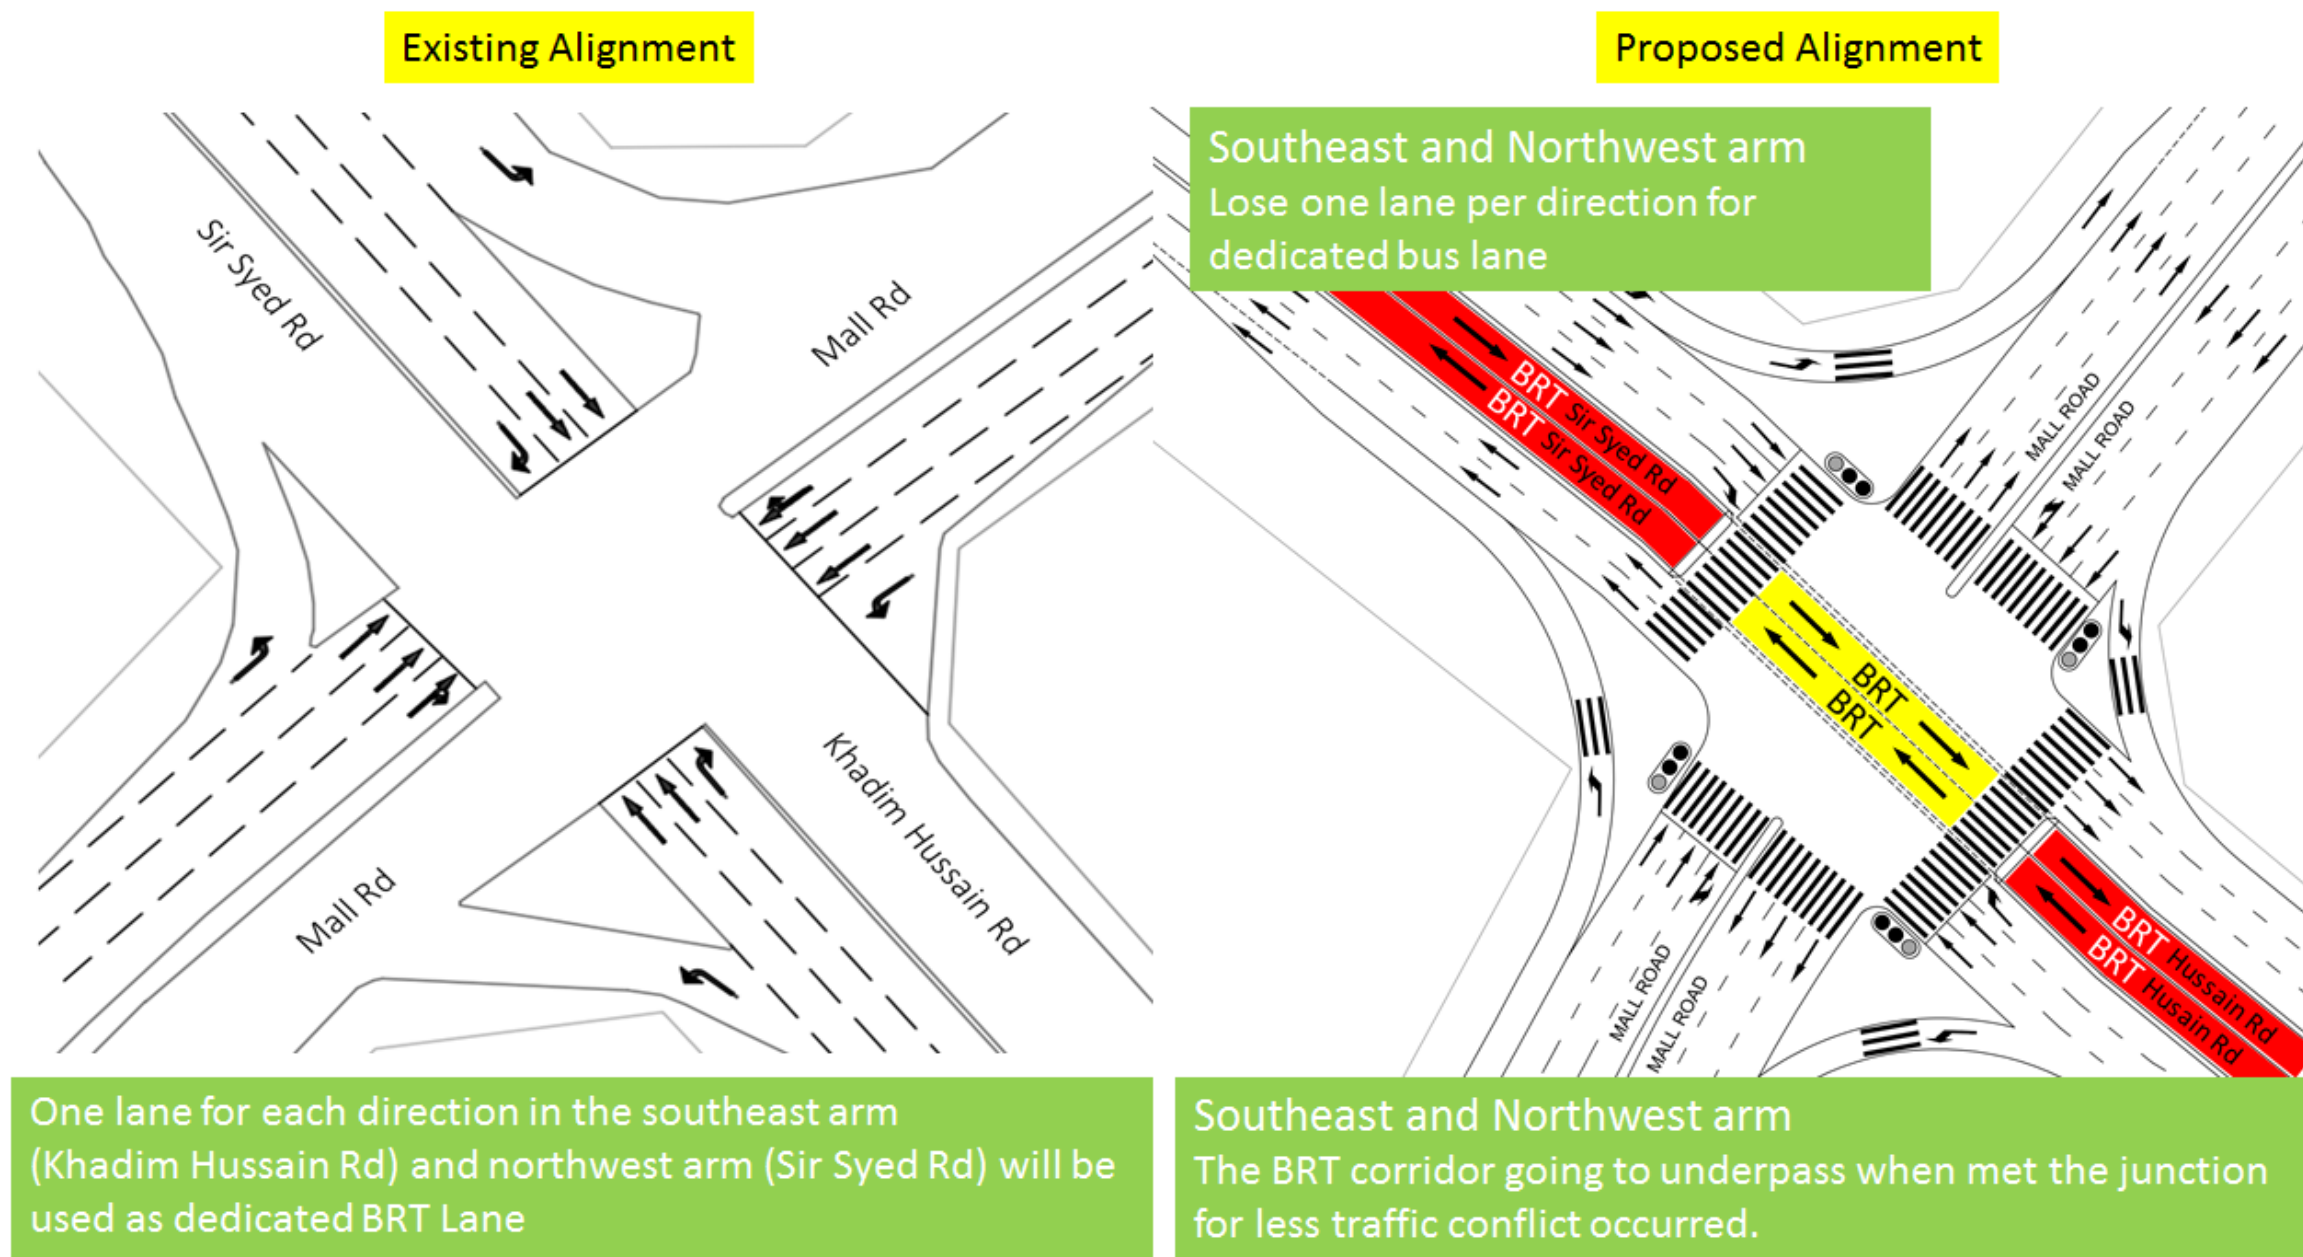 Existing Alignment
Proposed Alignment
Sir Syed Rd
Mall Rd
Mall Rd
Khadim Hussain Rd
One lane for each direction in the southeast arm
(Khadim Hussain Rd) and northwest arm (Sir Syed Rd) will be
used as dedicated BRT Lane
Southeast and Northwest arm
Lose one lane per direction for
dedicated bus lane
BRT Sir Syed Rd
BRT Sir Syed Rd
MALL ROAD
MALL ROAD
BRT
BRT
MALL ROAD
MALL ROAD
BRT Hussain Rd
BRT Husain Rd
Southeast and Northwest arm
The BRT corridor going to underpass when met the junction
for less traffic conflict occurred.